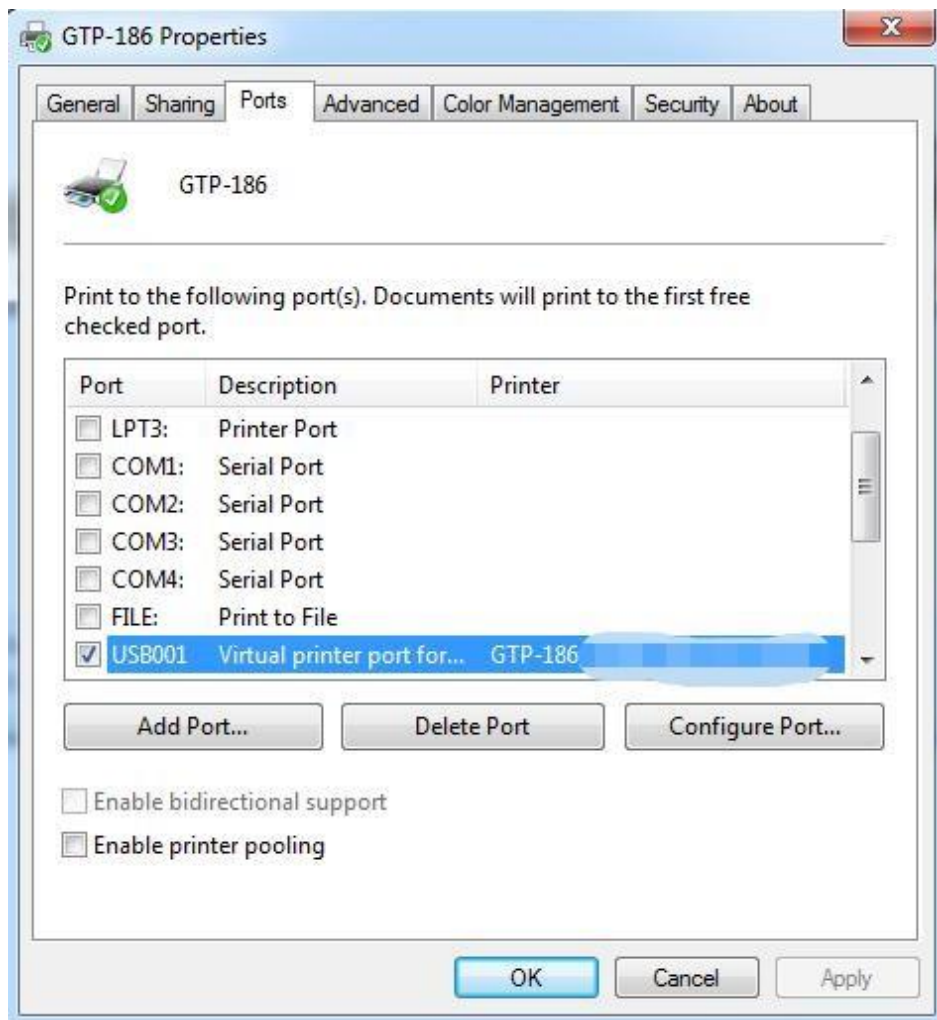 GTP-186 Properties
General Sharing Ports Advanced Color Management Security About
GTP-186
Print to the following port(s). Documents will print to the first free
checked port.
Port Description Printer
LPT3: Printer Port
COM1: Serial Port
COM2: Serial Port
COM3: Serial Port
COM4: Serial Port
FILE: Print to File
USB001 Virtual printer port for... GTP-186
Add Port... Delete Port Configure Port...
Enable bidirectional support
Enable printer pooling
OK Cancel Apply